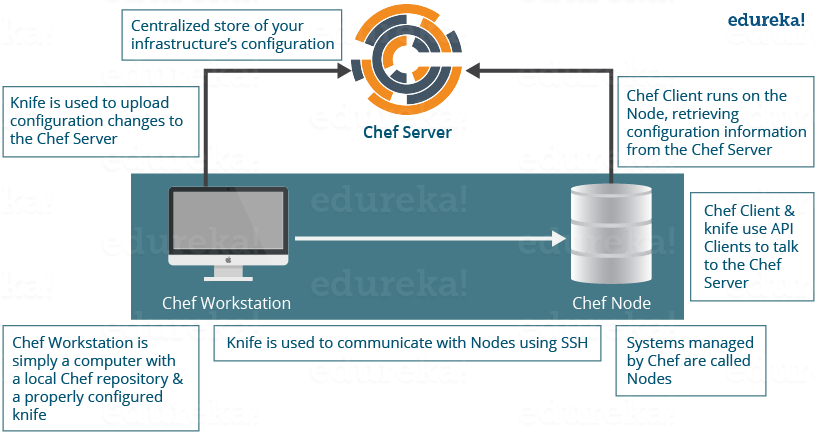 Centralized store of your
infrastructure's configuration
edureka!
Knife is used to upload
configuration changes to
the Chef Server
Chef Server
Chef Client runs on the
Node, retrieving
configuration information
from the Chef Server
edureka!
edureka!
edureka!
edureka!
Chef Client &
knife use API
Clients to talk
to the Chef
Server
Chef Workstation
Chef Node
Chef Workstation is
simply a computer with
a local Chef repository &
a properly configured
knife
Knife is used to communicate with Nodes using SSH
Systems managed
by Chef are called
Nodes